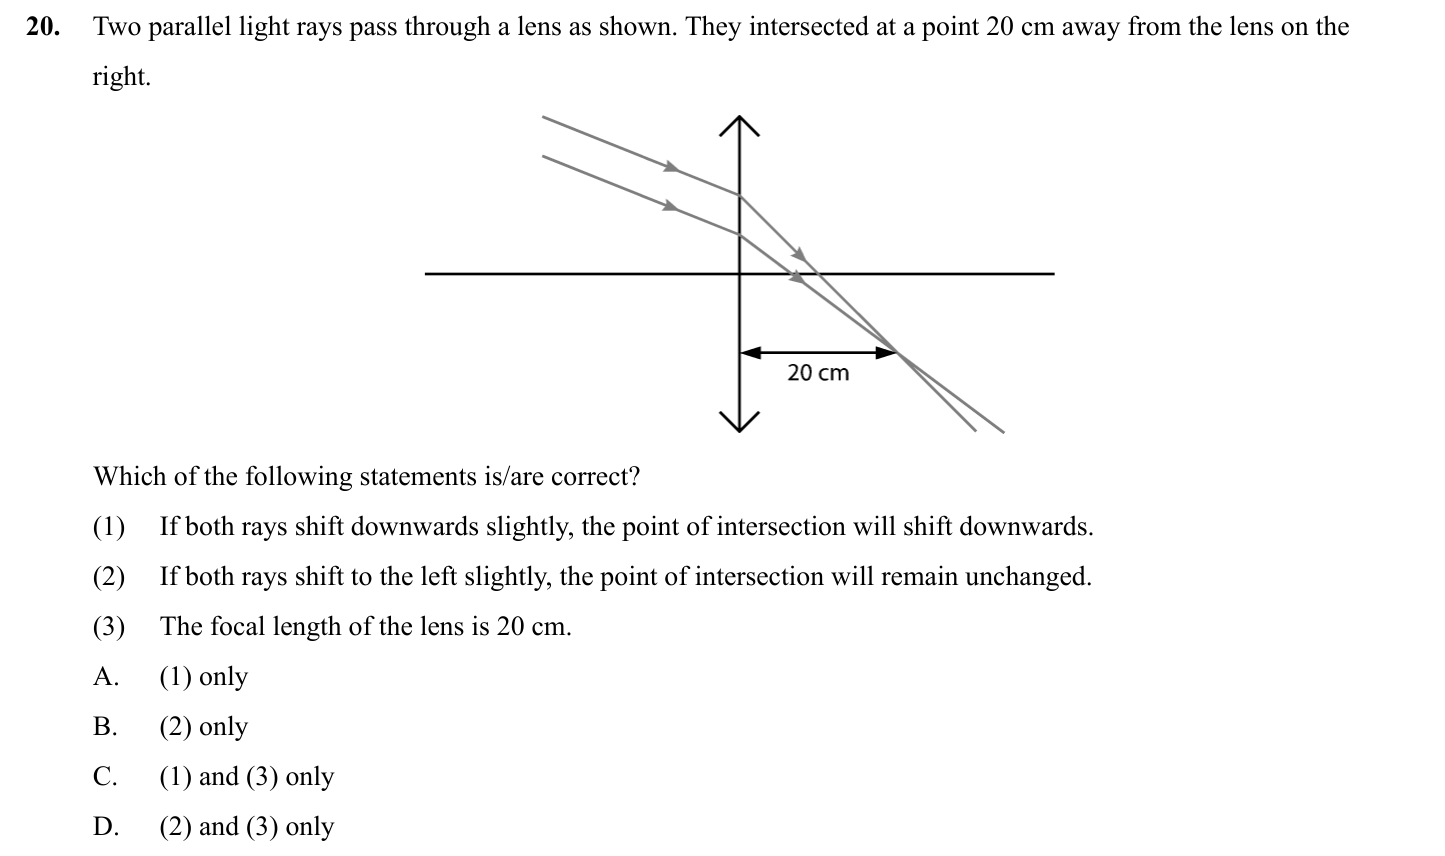 20. Two parallel light rays pass through a lens as shown. They intersected at a point 20 cm away from the lens on the
right.
20 cm
Which of the following statements is/are correct?
(1) If both rays shift downwards slightly, the point of intersection will shift downwards.
(2) If both rays shift to the left slightly, the point of intersection will remain unchanged.
(3) The focal length of the lens is 20 cm.
A. (1) only
B. (2) only
C. (1) and (3) only
D. (2) and (3) only